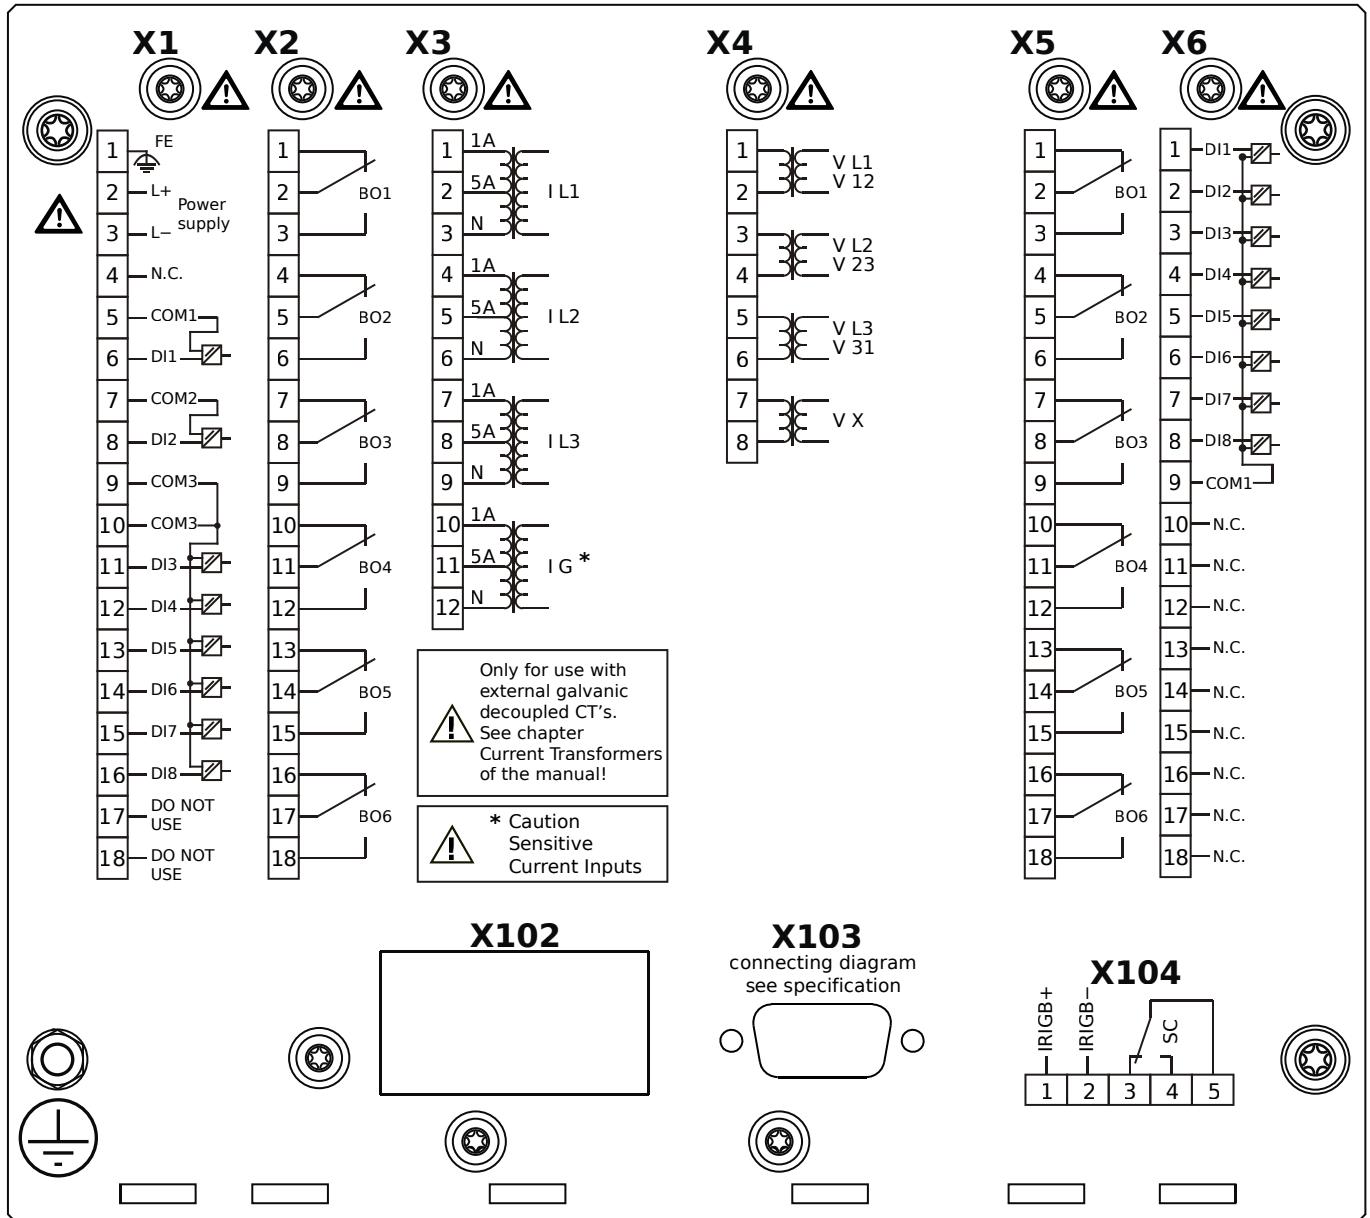 X1 X2 X3 X4 X5 X6
1 FE
2 L+
Power
supply
3 L−
4 N.C.
5 COM1
6 DI1
7 COM2
8 DI2
9 COM3
10 COM3
11 DI3
12 DI4
13 DI5
14 DI6
15 DI7
16 DI8
17 DO NOT
USE
18 DO NOT
USE
1
2 BO1
3
4
5 BO2
6
7
8 BO3
9
10
11 BO4
12
13
14 BO5
15
16
17 BO6
18
1 1A
2 5A I L1
3 N
4 1A
5 5A I L2
6 N
7 1A
8 5A I L3
9 N
10 1A
11 5A I G *
12 N
Only for use with
external galvanic
decoupled CT's.
See chapter
Current Transformers
of the manual!
* Caution
Sensitive
Current Inputs
1 V L1
2 V 12
3 V L2
4 V 23
5 V L3
6 V 31
7 V X
8
1
2 BO1
3
4
5 BO2
6
7
8 BO3
9
10
11 BO4
12
13
14 BO5
15
16
17 BO6
18
1 DI1
2 DI2
3 DI3
4 DI4
5 DI5
6 DI6
7 DI7
8 DI8
9 COM1
10 N.C.
11 N.C.
12 N.C.
13 N.C.
14 N.C.
15 N.C.
16 N.C.
17 N.C.
18 N.C.
X102
X103
connecting diagram
see specification
X104
IRIGB+
IRIGB−
SC
1 2 3 4 5